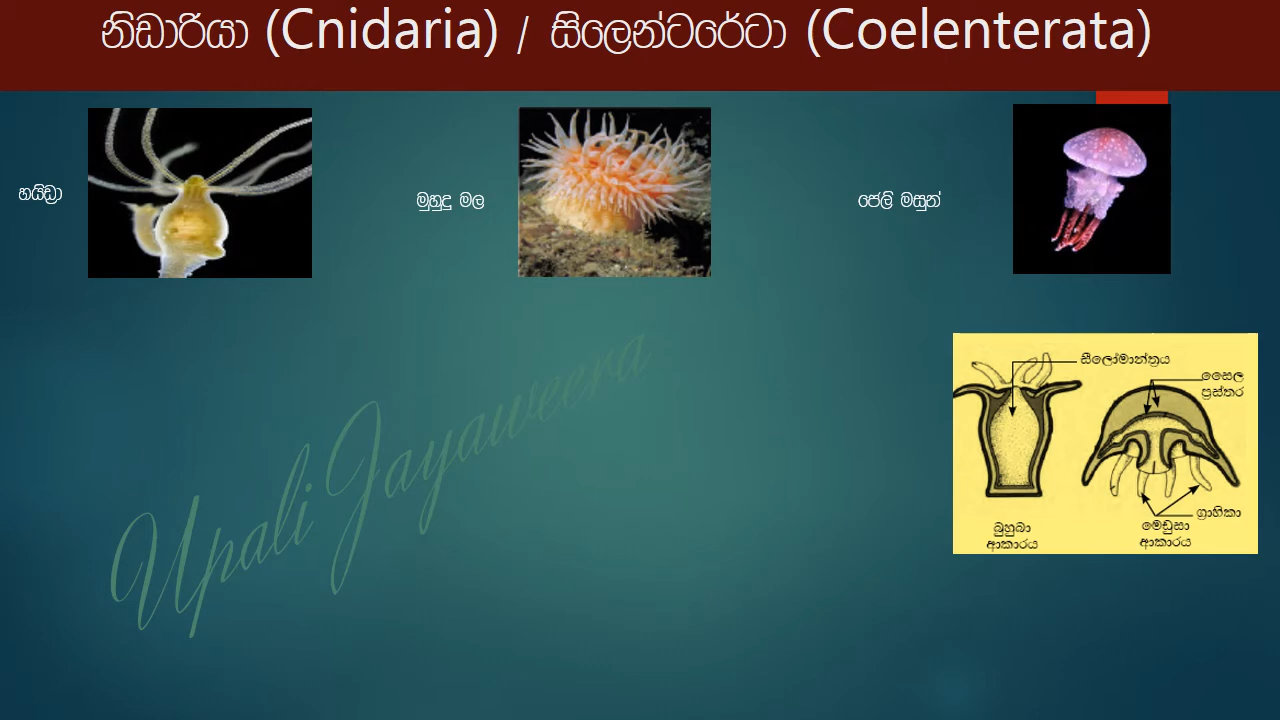 නිඩාරියා (Cnidaria) / සිලෙන්ටරේටා (Coelenterata)
හයිඩ්‍රා
මුහුදු මල
ජෙලි මසුන්
සීලෝමාන්ත්‍රය
සෛල
ප්‍රස්තර
ග්‍රාහිකා
බුහුබා
ආකාරය
මෙඩුසා
ආකාරය
Upali Jayaweera